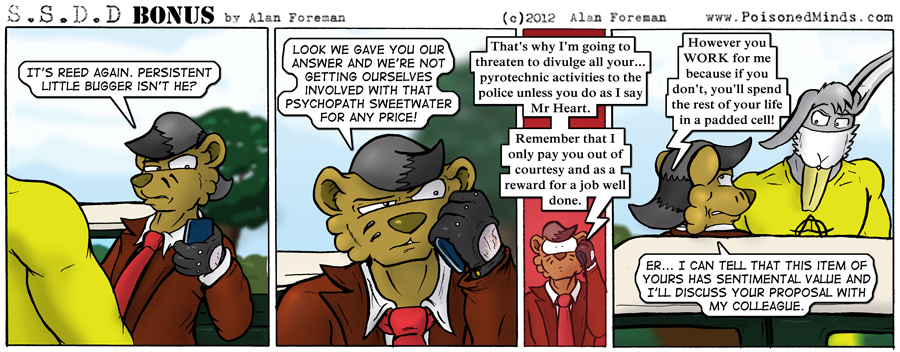 S.S.D.D BONUS by Alan Foreman (c)2012 Alan Foreman www.PoisonedMinds.com
IT'S REED AGAIN. PERSISTENT
LITTLE BUGGER ISN'T HE?
LOOK WE GAVE YOU OUR
ANSWER AND WE'RE NOT
GETTING OURSELVES
INVOLVED WITH THAT
PSYCHOPATH SWEETWATER
FOR ANY PRICE!
That's why I'm going to
threaten to divulge all your...
pyrotechnic activities to the
police unless you do as I say
Mr Heart.
Remember that I
only pay you out of
courtesy and as a
reward for a job well
done.
However you
WORK for me
because if you
don't, you'll spend
the rest of your life
in a padded cell!
ER... I CAN TELL THAT THIS ITEM OF
YOURS HAS SENTIMENTAL VALUE AND
I'LL DISCUSS YOUR PROPOSAL WITH
MY COLLEAGUE.